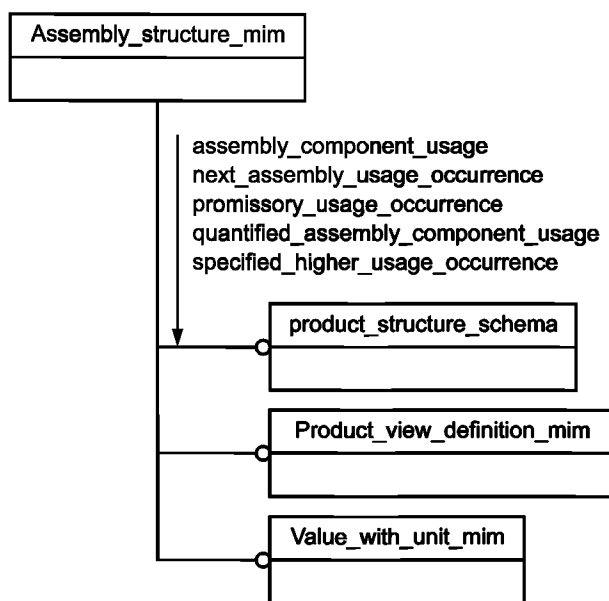 Assembly_structure_mim
assembly_component_usage
next_assembly_usage_occurrence
promissory_usage_occurrence
quantified_assembly_component_usage
specified_higher_usage_occurrence
product_structure_schema
Product_view_definition_mim
Value_with_unit_mim